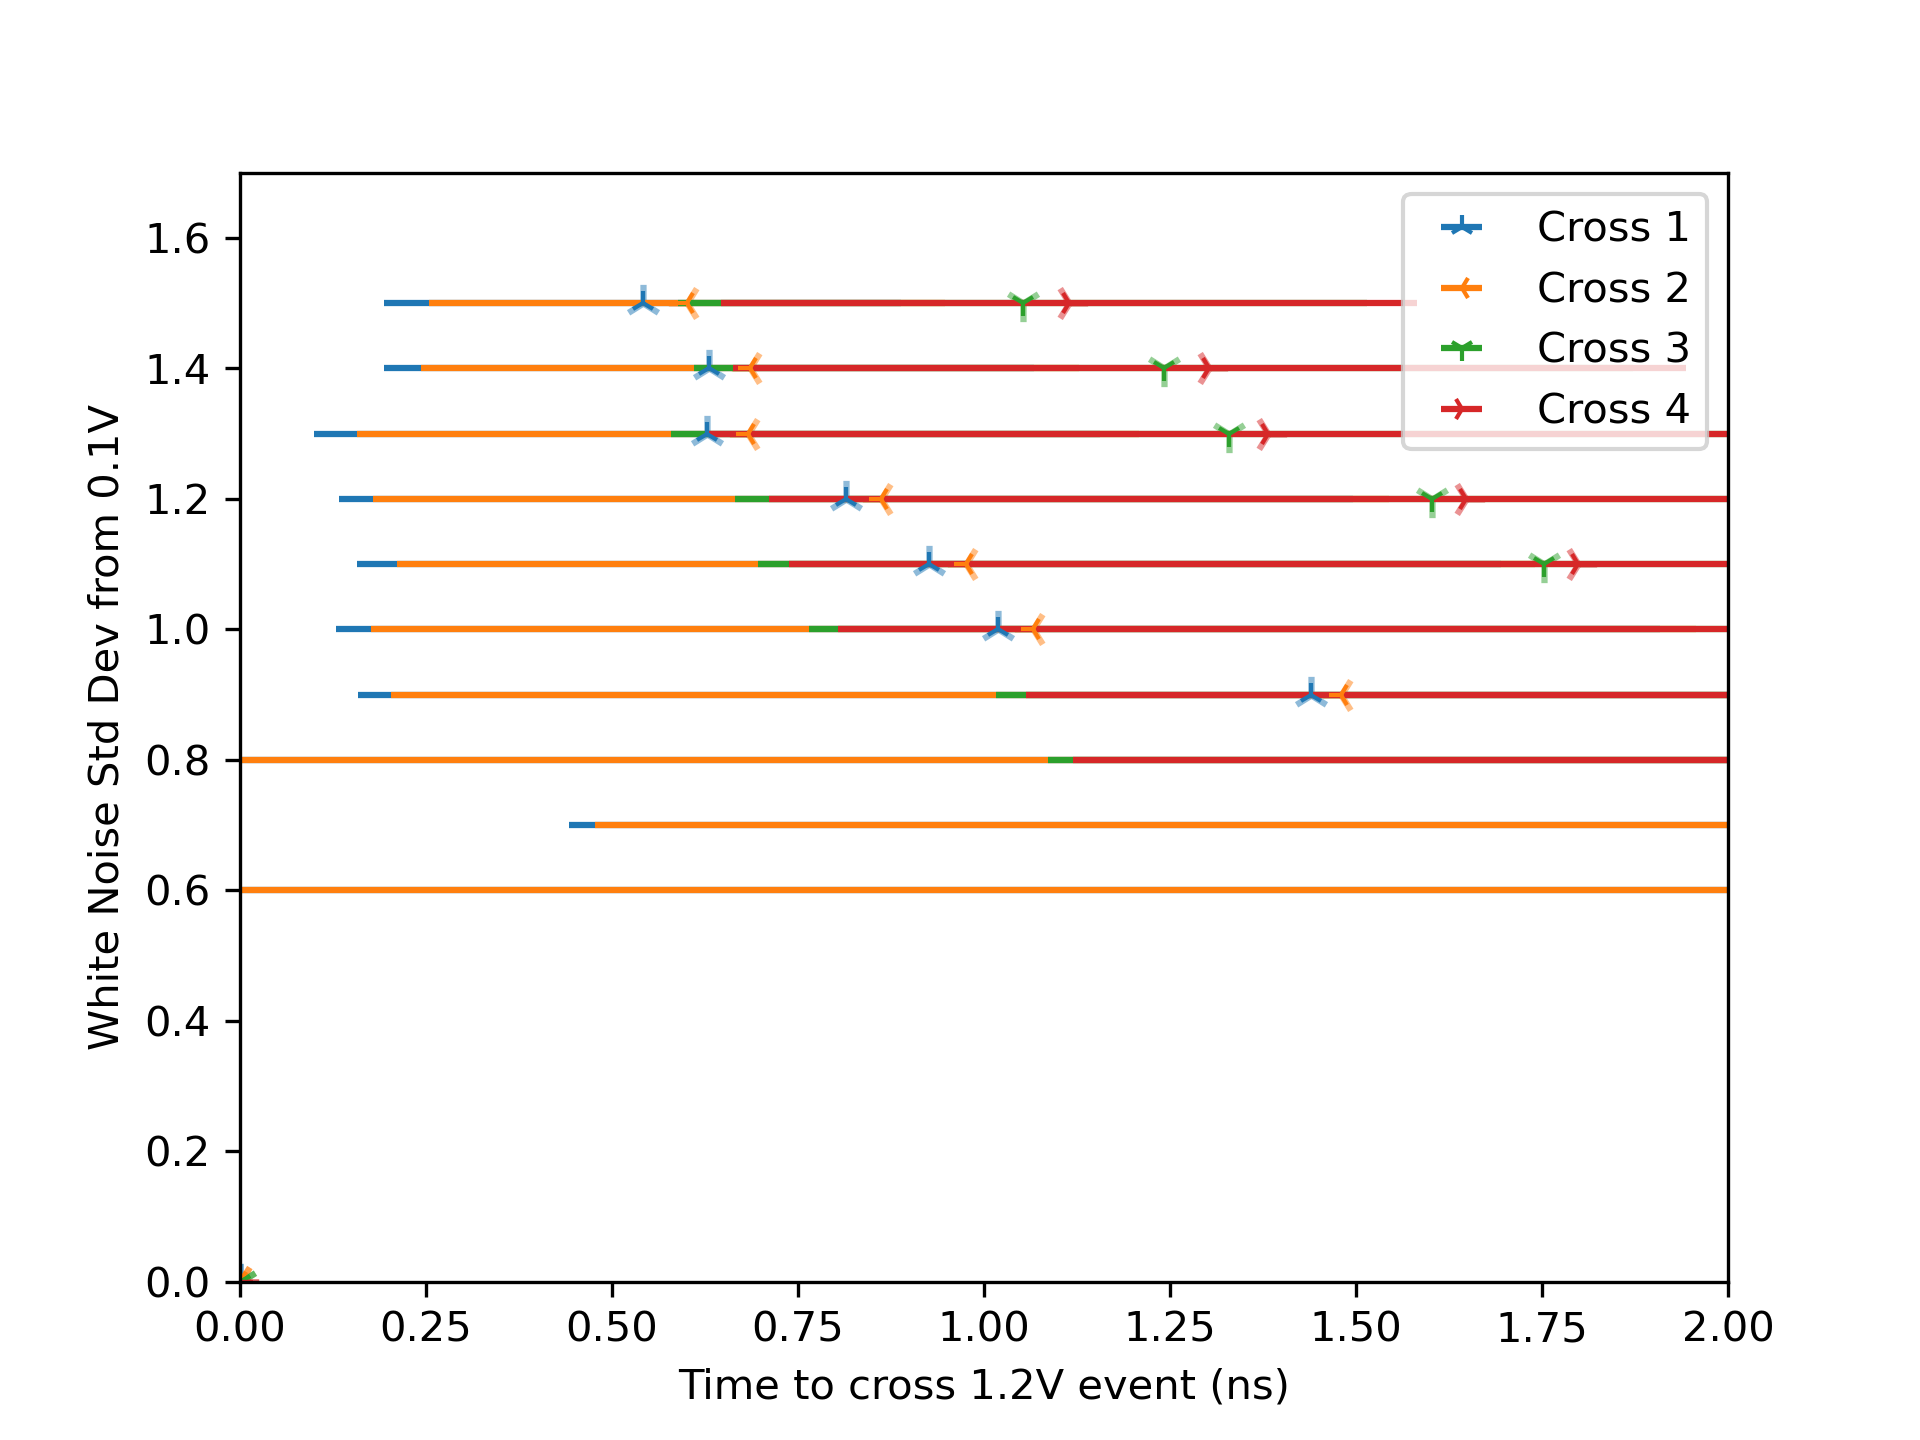 Cross 1
Cross 2
Cross 3
Cross 4
1.6
1.4
1.2
1.0
0.8
0.6
0.4
0.2
0.0
White Noise Std Dev from 0.1V
0.00 0.25 0.50 0.75 1.00 1.25 1.50 1.75 2.00
Time to cross 1.2V event (ns)